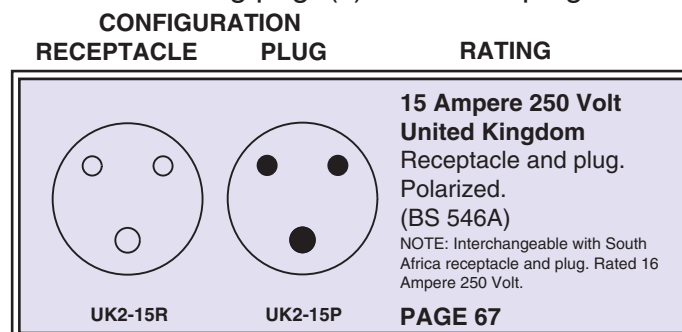 CONFIGURATION
RECEPTACLE PLUG RATING
15 Ampere 250 Volt
United Kingdom
Receptacle and plug.
Polarized.
(BS 546A)
NOTE: Interchangeable with South
Africa receptacle and plug. Rated 16
Ampere 250 Volt.
UK2-15R UK2-15P PAGE 67